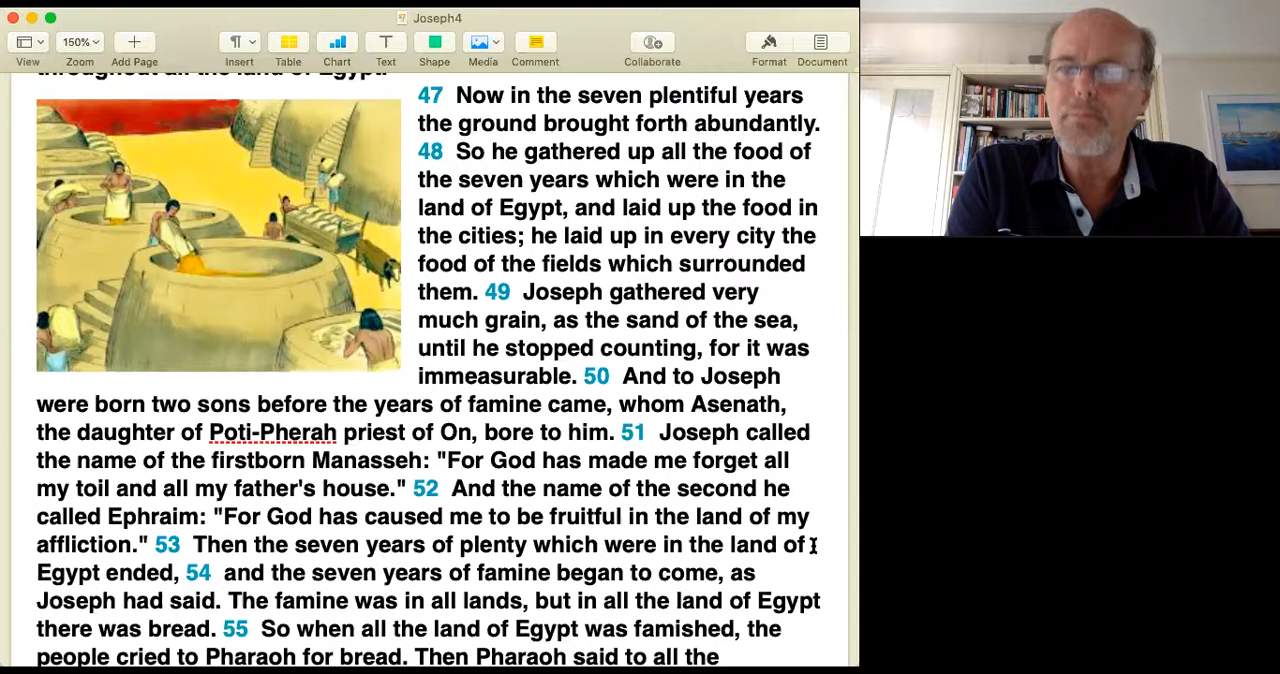 Joseph4
150%
View
Zoom
Add Page
Insert
Table
Chart
Text
Shape
Media
Comment
Collaborate
Format
Document
throughout all the land of Egypt.
47 Now in the seven plentiful years
the ground brought forth abundantly.
48 So he gathered up all the food of
the seven years which were in the
land of Egypt, and laid up the food in
the cities; he laid up in every city the
food of the fields which surrounded
them. 49 Joseph gathered very
much grain, as the sand of the sea,
until he stopped counting, for it was
immeasurable. 50 And to Joseph
were born two sons before the years of famine came, whom Asenath,
the daughter of Poti-Pherah priest of On, bore to him. 51 Joseph called
the name of the firstborn Manasseh: "For God has made me forget all
my toil and all my father's house." 52 And the name of the second he
called Ephraim: "For God has caused me to be fruitful in the land of my
affliction." 53 Then the seven years of plenty which were in the land of
Egypt ended, 54 and the seven years of famine began to come, as
Joseph had said. The famine was in all lands, but in all the land of Egypt
there was bread. 55 So when all the land of Egypt was famished, the
people cried to Pharaoh for bread. Then Pharaoh said to all the